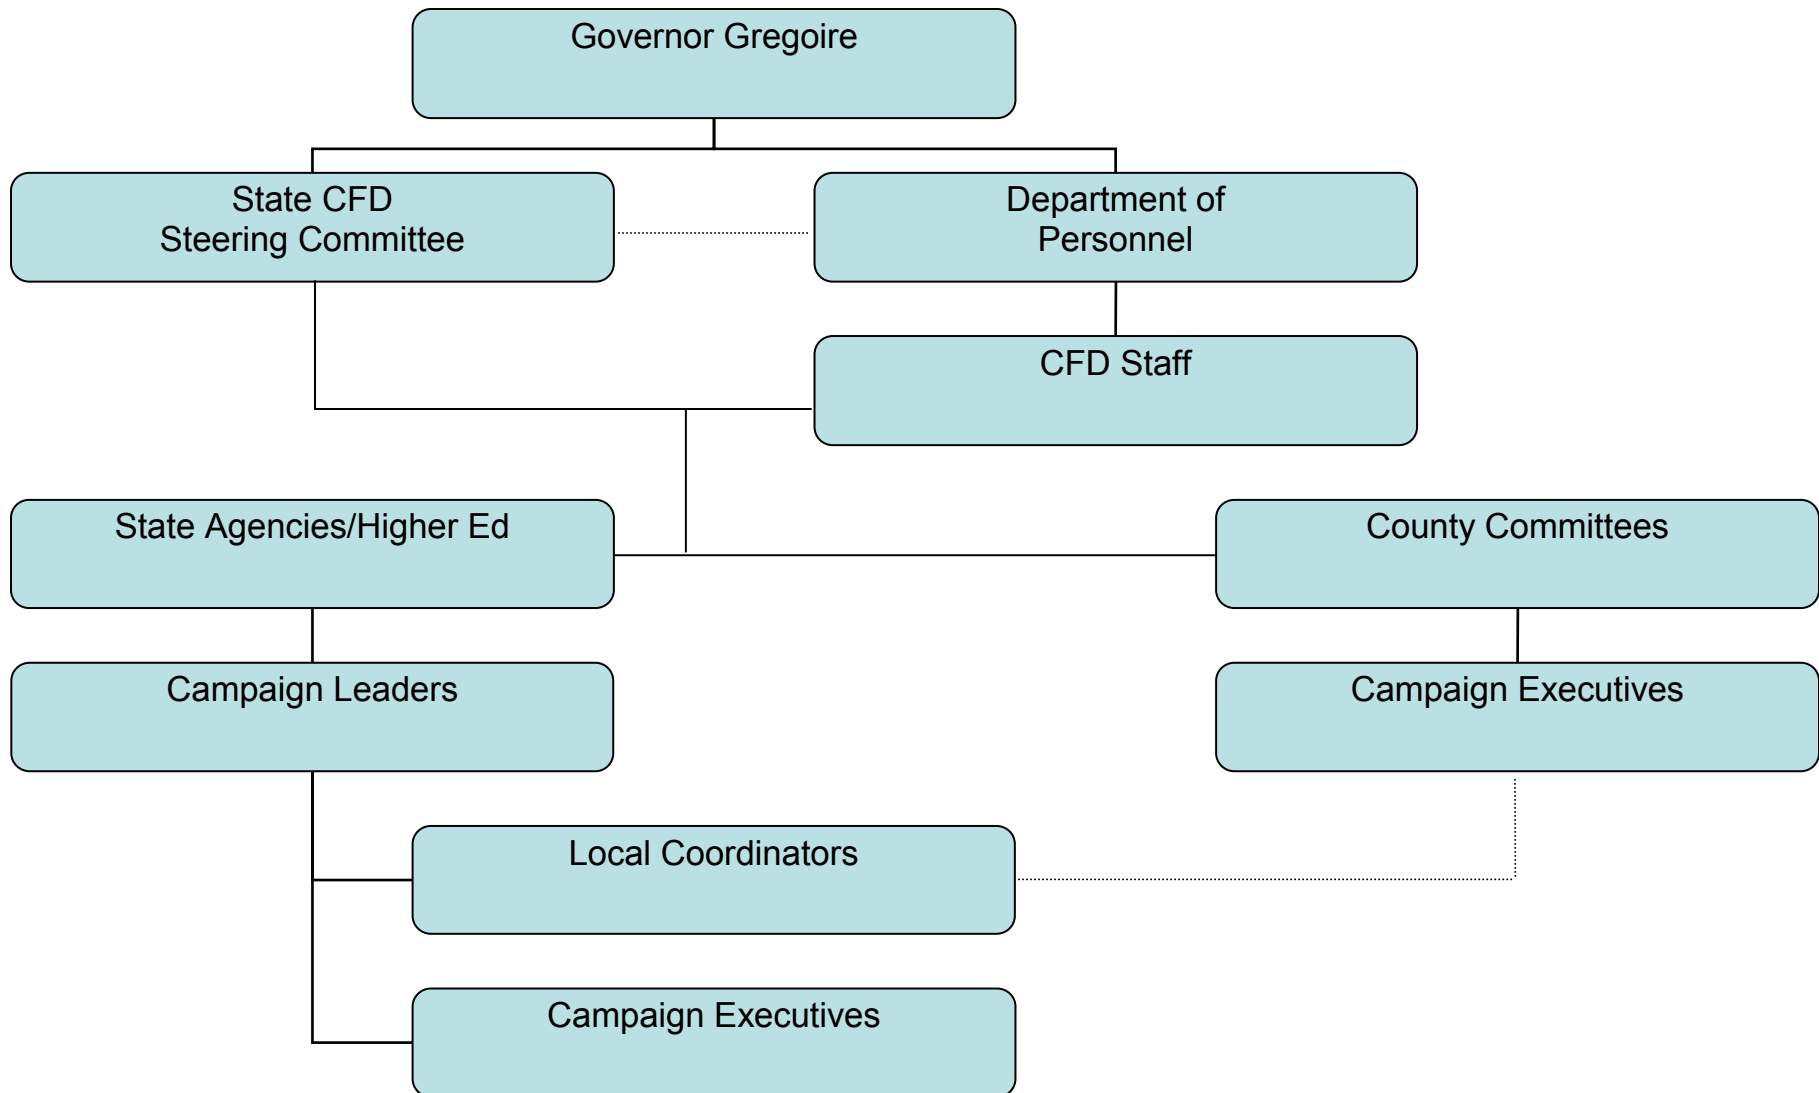 Governor Gregoire
State CFD
Steering Committee
Department of
Personnel
CFD Staff
State Agencies/Higher Ed
County Committees
Campaign Leaders
Campaign Executives
Local Coordinators
Campaign Executives